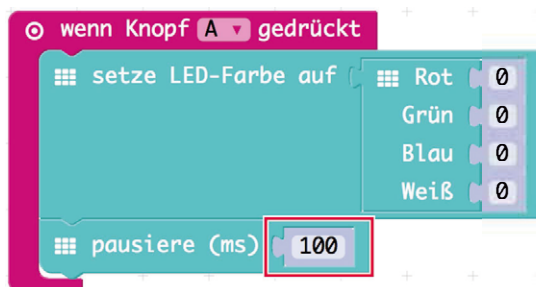 wenn Knopf A gedrückt
setze LED-Farbe auf Rot 0
Grün 0
Blau 0
Weiß 0
pausiere (ms) 100